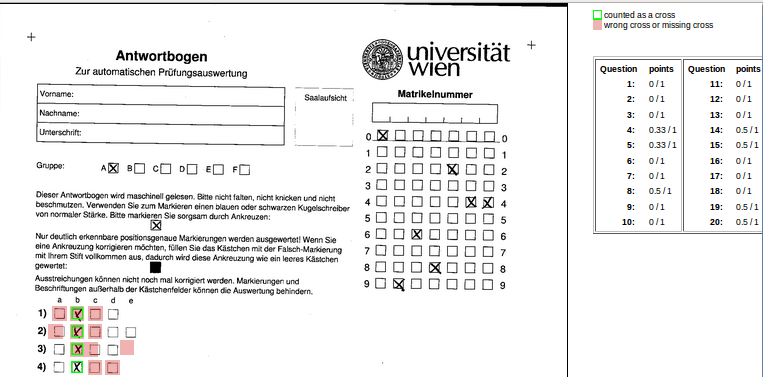 counted as a cross
wrong cross or missing cross
Antwortbogen
Zur automatischen Prüfungsauswertung
universität
wien
Vorname:
Nachname:
Unterschrift:
Saalaufsicht
Matrikelnummer
0 0
1 1
2 2
3 3
4 4
5 5
6 6
7 7
8 8
9 9
Gruppe: A B C D E F
Dieser Antwortbogen wird maschinell gelesen. Bitte nicht falten, nicht knicken und nicht
beschmutzen. Verwenden Sie zum Markieren einen blauen oder schwarzen Kugelschreiber
von normaler Stärke. Bitte markieren Sie sorgsam durch Ankreuzen:
Nur deutlich erkennbare positionsgenaue Markierungen werden ausgewertet! Wenn Sie
eine Ankreuzung korrigieren möchten, füllen Sie das Kästchen mit der Falsch-Markierung
mit Ihrem Stift vollkommen aus, dadurch wird diese Ankreuzung wie ein leeres Kästchen
gewertet:
Ausstreichungen können nicht noch mal korrigiert werden. Markierungen und
Beschriftungen außerhalb der Kästchenfelder können die Auswertung behindern.
a b c d e
1)
2)
3)
4)
Question points Question points
1: 0 / 1 11: 0 / 1
2: 0 / 1 12: 0 / 1
3: 0 / 1 13: 0 / 1
4: 0.33 / 1 14: 0.5 / 1
5: 0.33 / 1 15: 0.5 / 1
6: 0 / 1 16: 0 / 1
7: 0 / 1 17: 0 / 1
8: 0.5 / 1 18: 0 / 1
9: 0 / 1 19: 0.5 / 1
10: 0 / 1 20: 0.5 / 1